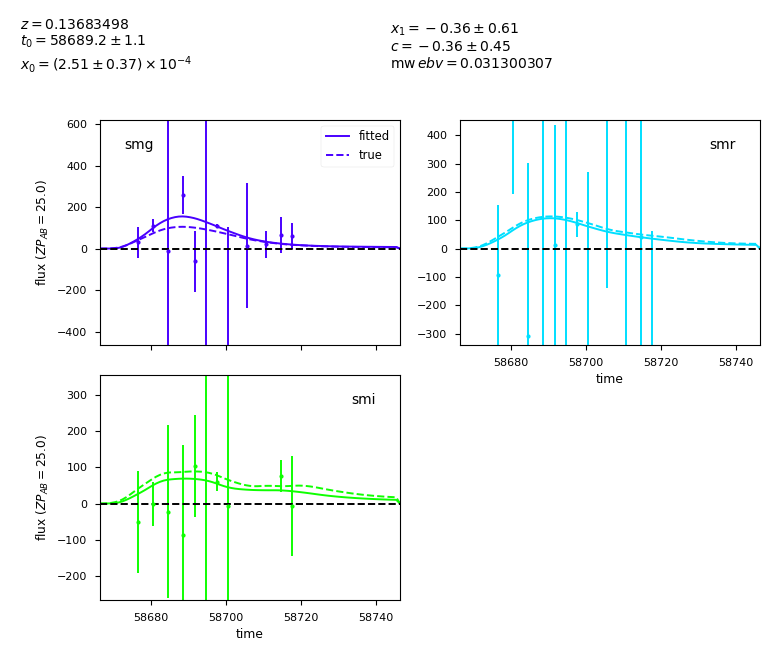 z = 0.13683498
t₀ = 58689.2 ± 1.1
x₀ = (2.51 ± 0.37) × 10⁻⁴
x₁ = −0.36 ± 0.61
c = −0.36 ± 0.45
mw ebv = 0.031300307
smg
fitted
true
600
400
200
0
−200
−400
flux (ZP_AB = 25.0)
smr
400
300
200
100
0
−100
−200
−300
58680
58700
58720
58740
time
smi
300
200
100
0
−100
−200
flux (ZP_AB = 25.0)
58680
58700
58720
58740
time